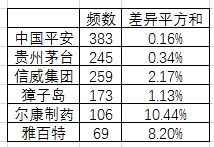 频数 差异平方和
中国平安 383 0.16%
贵州茅台 245 0.34%
信威集团 259 2.17%
獐子岛 173 1.13%
尔康制药 106 10.44%
雅百特 69 8.20%